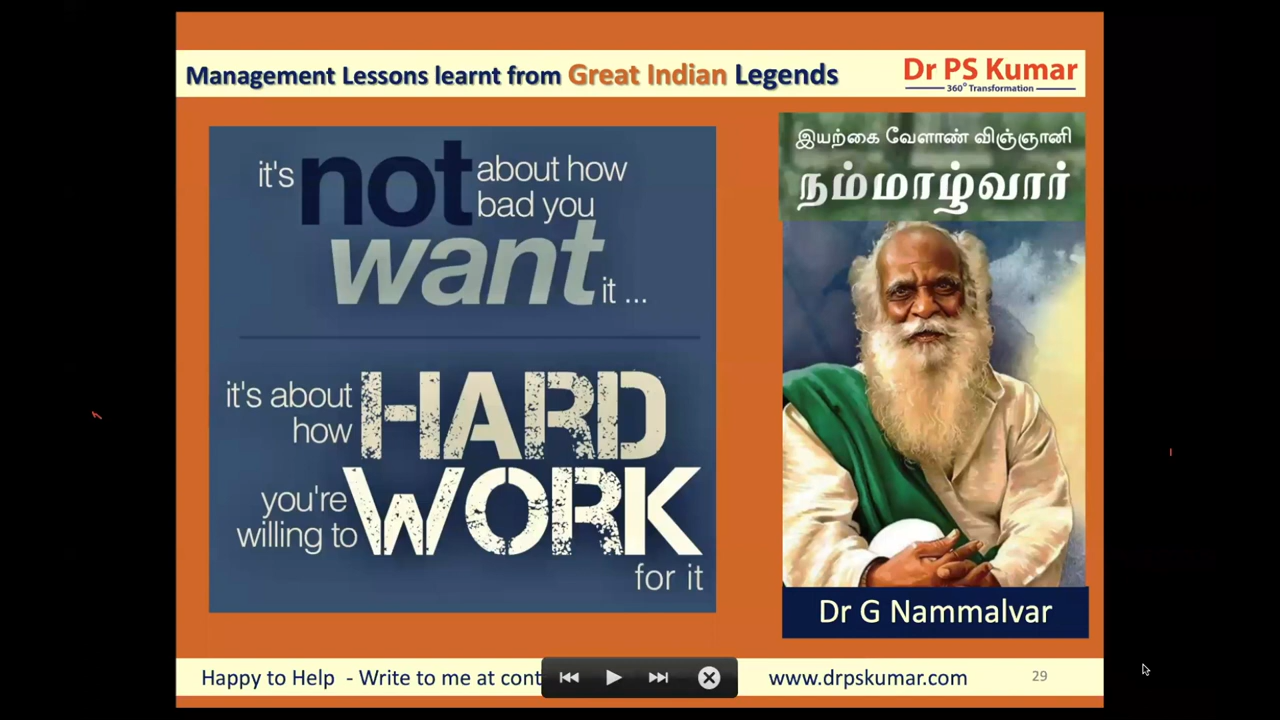 Management Lessons learnt from Great Indian Legends
Dr PS Kumar
360° Transformation
it's not about how
bad you
want it ...
it's about
how HARD
you're
willing to WORK
for it
இயற்கை வேளாண் விஞ்ஞானி
நம்மாழ்வார்
Dr G Nammalvar
Happy to Help - Write to me at cont
www.drpskumar.com
29